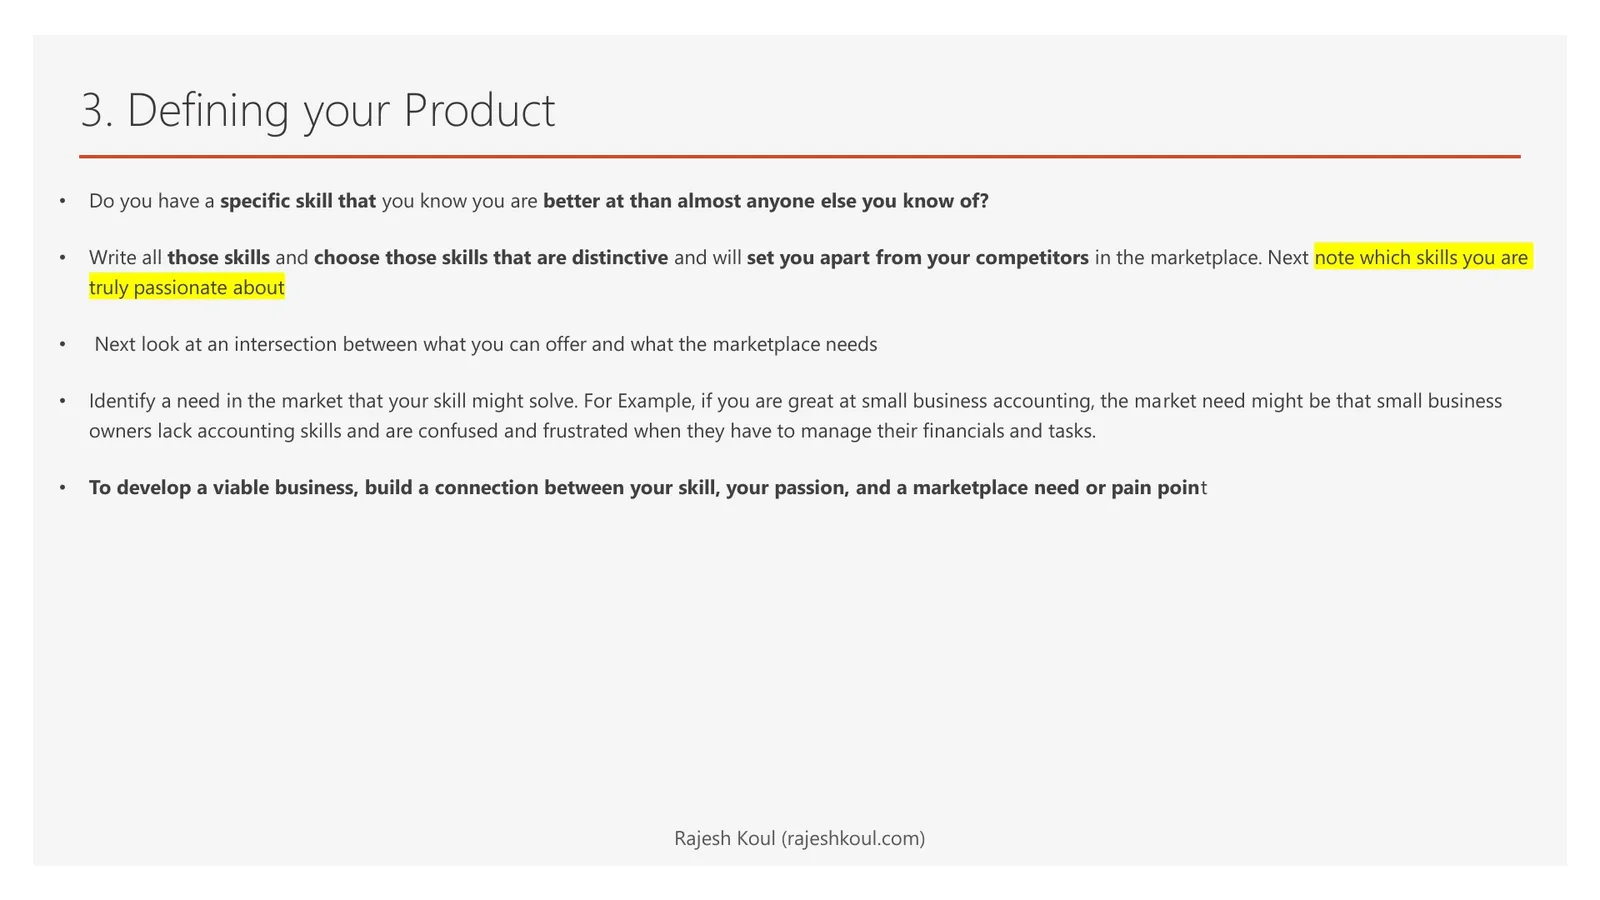 3. Defining your Product
• Do you have a specific skill that you know you are better at than almost anyone else you know of?
• Write all those skills and choose those skills that are distinctive and will set you apart from your competitors in the marketplace. Next note which skills you are
truly passionate about
• Next look at an intersection between what you can offer and what the marketplace needs
• Identify a need in the market that your skill might solve. For Example, if you are great at small business accounting, the market need might be that small business
owners lack accounting skills and are confused and frustrated when they have to manage their financials and tasks.
• To develop a viable business, build a connection between your skill, your passion, and a marketplace need or pain point
Rajesh Koul (rajeshkoul.com)